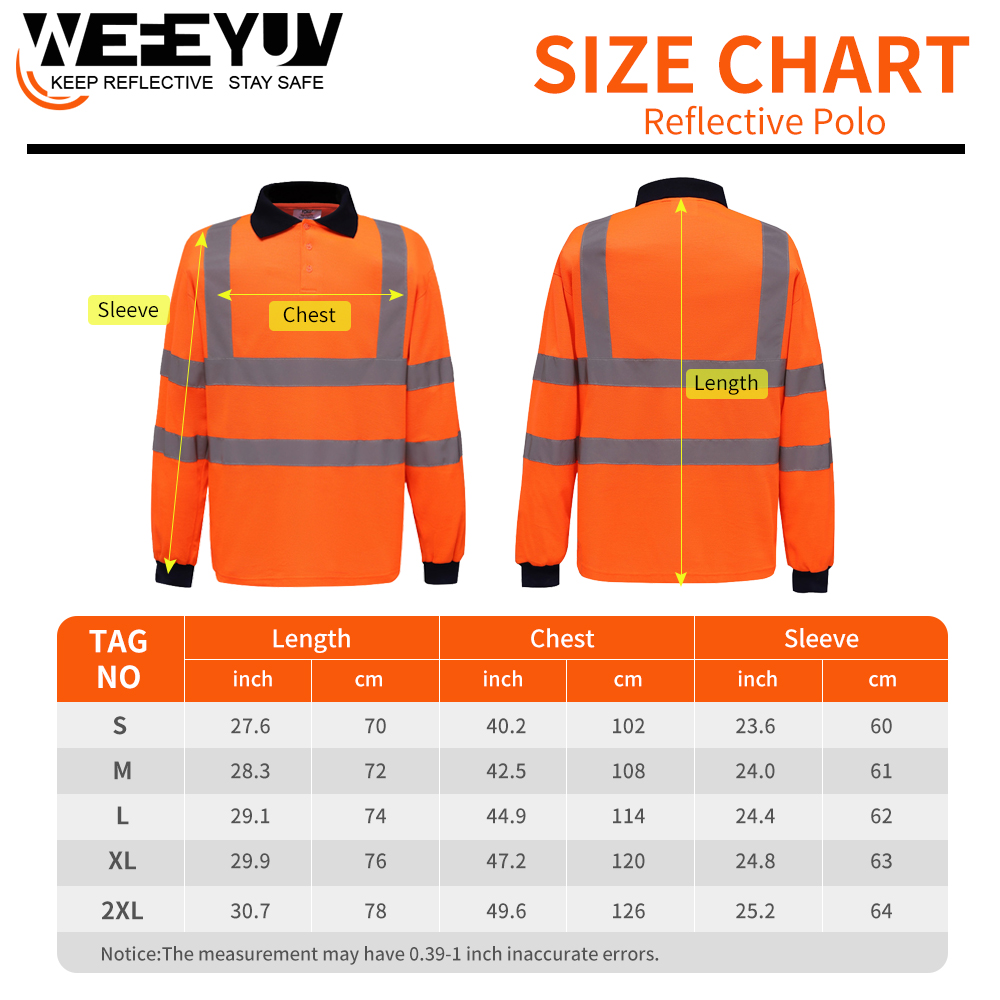 WEFEYUV
KEEP REFLECTIVE STAY SAFE
SIZE CHART
Reflective Polo
Sleeve
Chest
Length
TAG NO Length Chest Sleeve
inch cm inch cm inch cm
S 27.6 70 40.2 102 23.6 60
M 28.3 72 42.5 108 24.0 61
L 29.1 74 44.9 114 24.4 62
XL 29.9 76 47.2 120 24.8 63
2XL 30.7 78 49.6 126 25.2 64
Notice:The measurement may have 0.39-1 inch inaccurate errors.